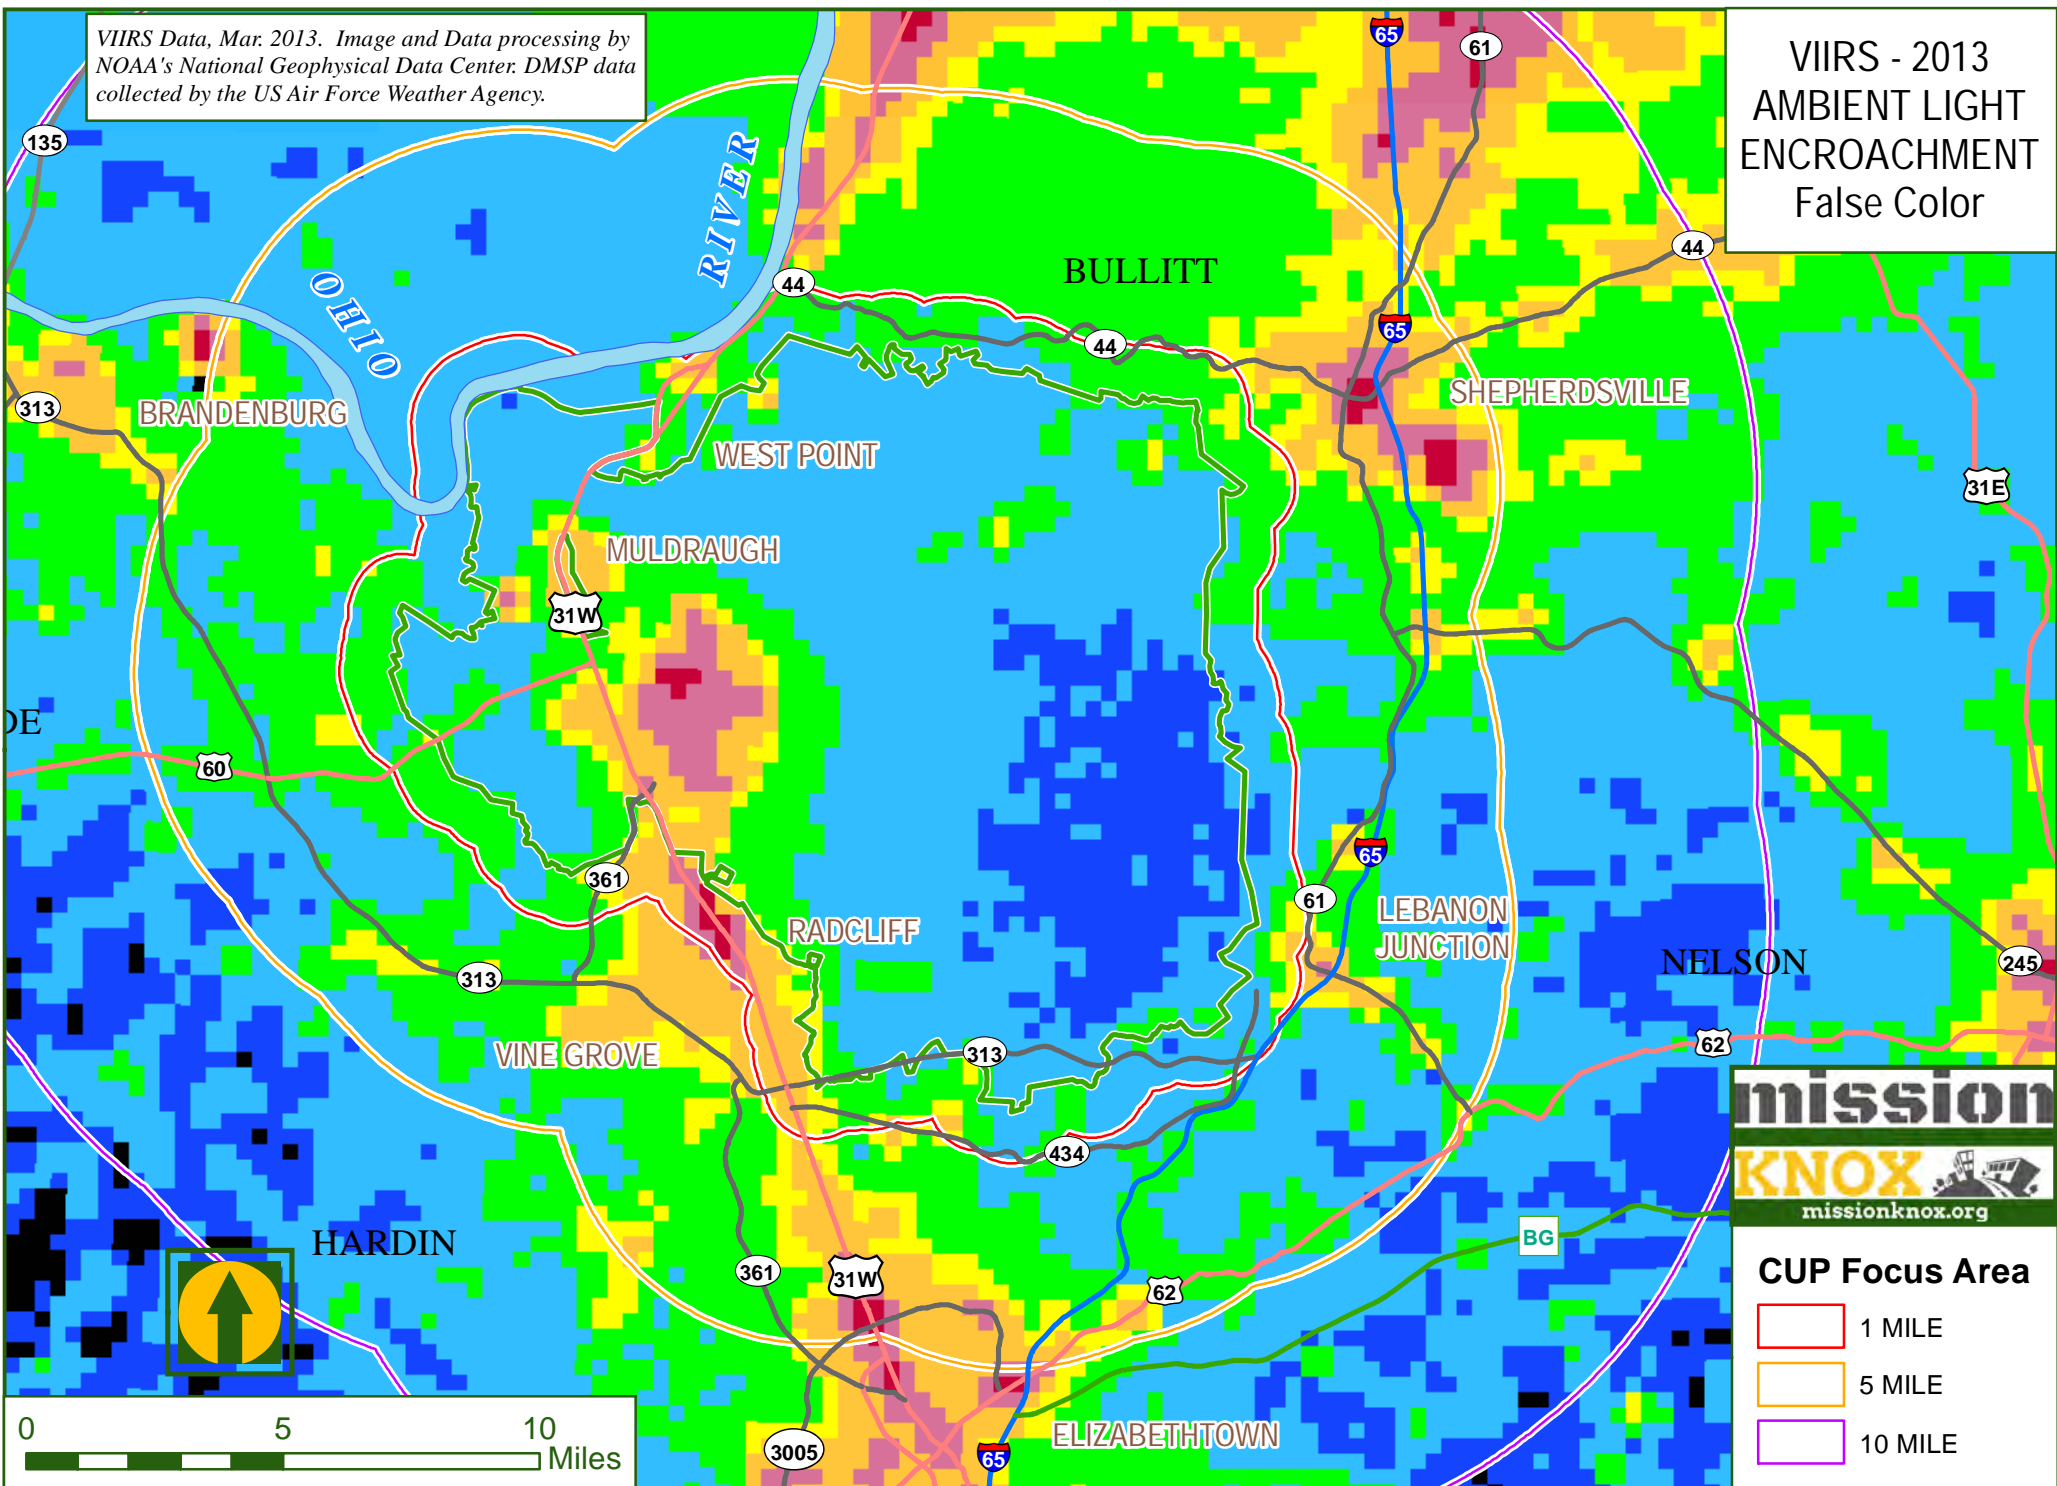 VIIRS Data, Mar. 2013. Image and Data processing by
NOAA's National Geophysical Data Center. DMSP data
collected by the US Air Force Weather Agency.
VIIRS - 2013
AMBIENT LIGHT
ENCROACHMENT
False Color
65
61
135
44
RIVER
OHIO
BULLITT
44
65
44
313
BRANDENBURG
SHEPHERDSVILLE
WEST POINT
31E
MULDRAUGH
31W
DE
60
65
361
61
LEBANON
JUNCTION
RADCLIFF
NELSON
245
313
VINE GROVE
313
62
434
mission
KNOX
missionknox.org
HARDIN
BG
361
31W
62
CUP Focus Area
1 MILE
5 MILE
10 MILE
0 5 10
Miles
3005
65
ELIZABETHTOWN